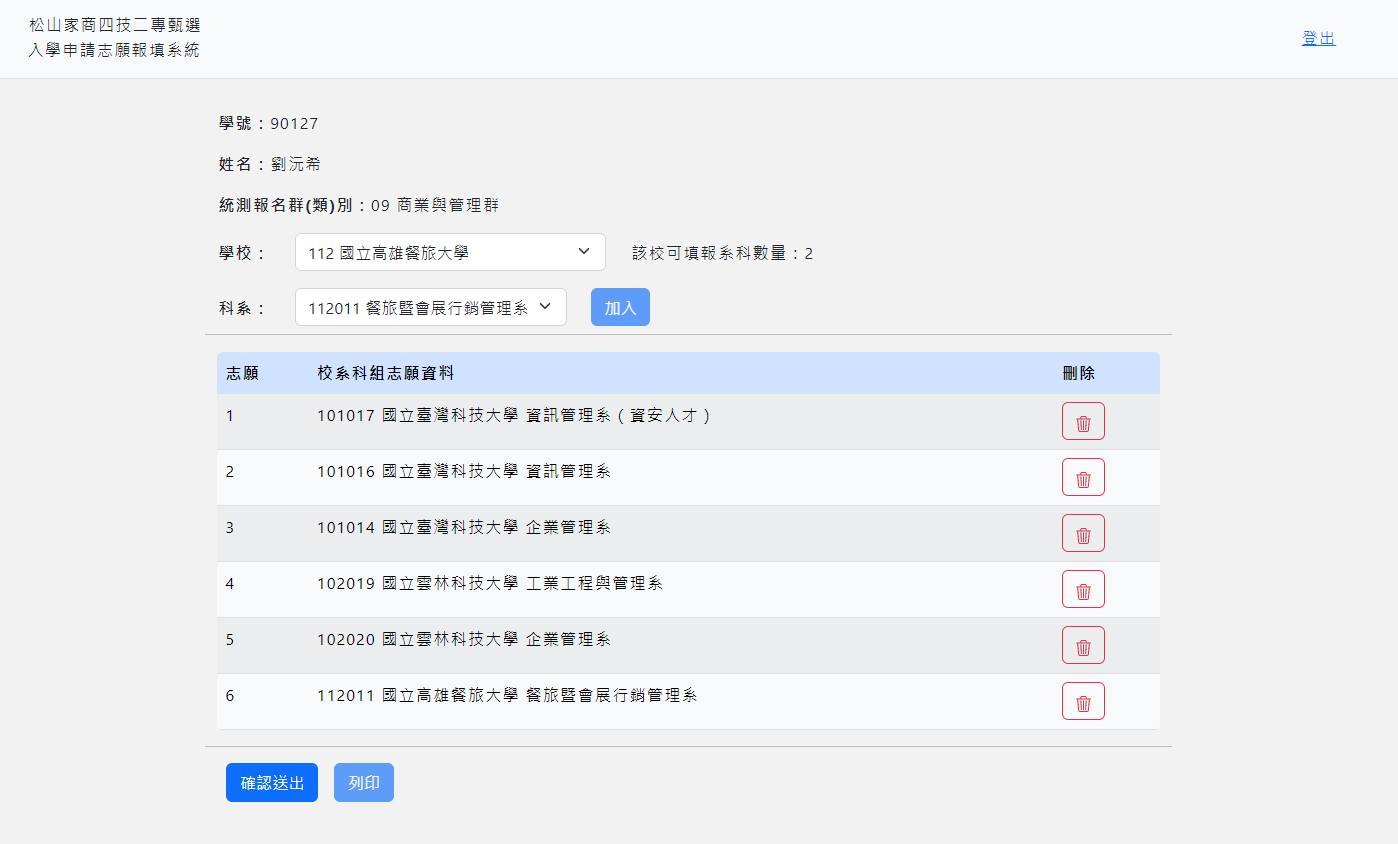 松山家商四技二專甄選
入學申請志願報填系統
登出
學號：90127
姓名：劉沅希
統測報名群(類)別：09 商業與管理群
學校： 112 國立高雄餐旅大學 該校可填報系科數量：2
科系： 112011 餐旅暨會展行銷管理系 加入
志願 校系科組志願資料 刪除
1 101017 國立臺灣科技大學 資訊管理系（資安人才）
2 101016 國立臺灣科技大學 資訊管理系
3 101014 國立臺灣科技大學 企業管理系
4 102019 國立雲林科技大學 工業工程與管理系
5 102020 國立雲林科技大學 企業管理系
6 112011 國立高雄餐旅大學 餐旅暨會展行銷管理系
確認送出 列印